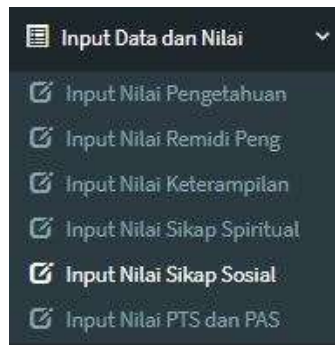 Input Data dan Nilai
Input Nilai Pengetahuan
Input Nilai Remidi Peng
Input Nilai Keterampilan
Input Nilai Sikap Spiritual
Input Nilai Sikap Sosial
Input Nilai PTS dan PAS